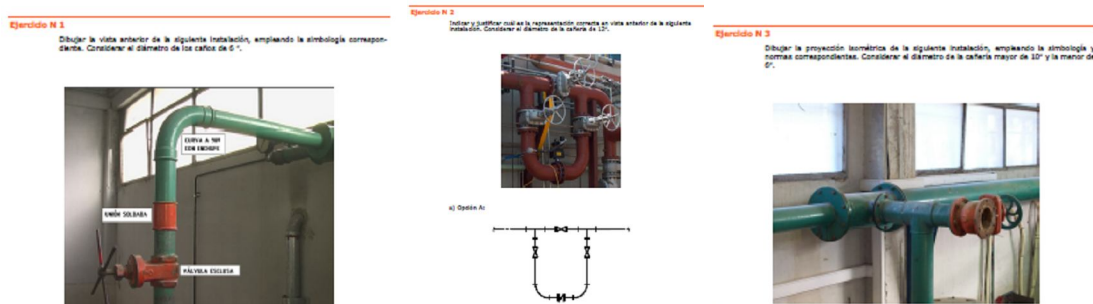 Ejercicio N 1
Dibujar la vista anterior de la siguiente instalación, empleando la simbología correspon-
diente. Considerar el diámetro de los caños de 6 ".
CURVA A 90º
CON ENCHUFE
UNIÓN SOLDADA
VÁLVULA ESCLUSA
Ejercicio N 2
Indicar y justificar cuál es la representación correcta en vista anterior de la siguiente
instalación. Considerar el diámetro de la cañería de 12".
a) Opción A:
Ejercicio N 3
Dibujar la proyección isométrica de la siguiente instalación, empleando la simbología y
normas correspondientes. Considerar el diámetro de la cañería mayor de 10" y la menor de
6".